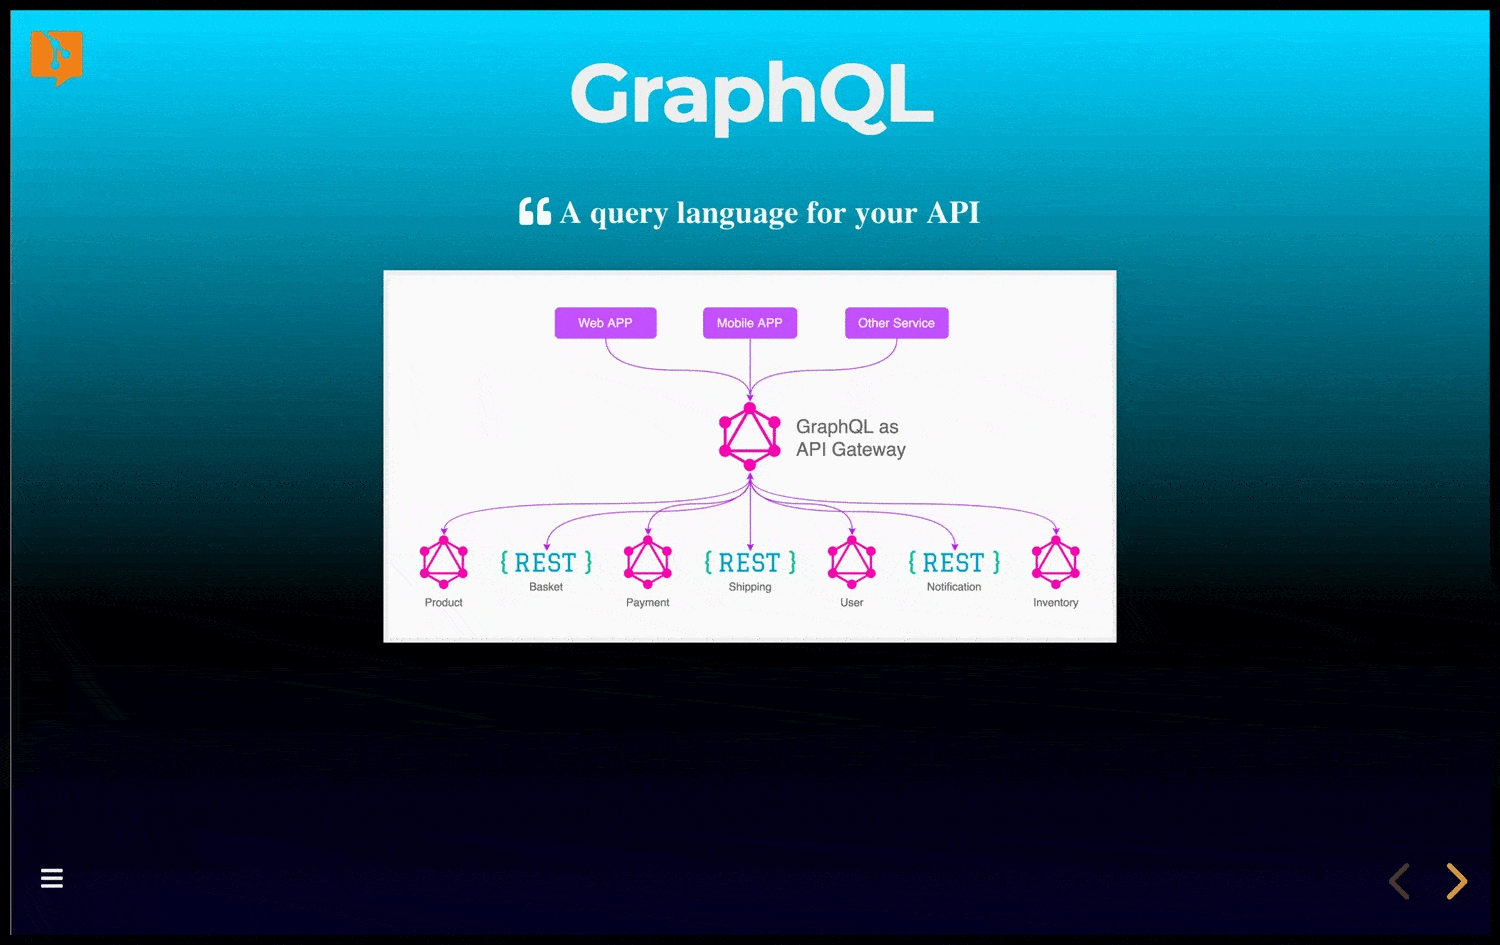 GraphQL
A query language for your API
Web APP
Mobile APP
Other Service
GraphQL as
API Gateway
{ REST }
{ REST }
{ REST }
Product
Basket
Payment
Shipping
User
Notification
Inventory